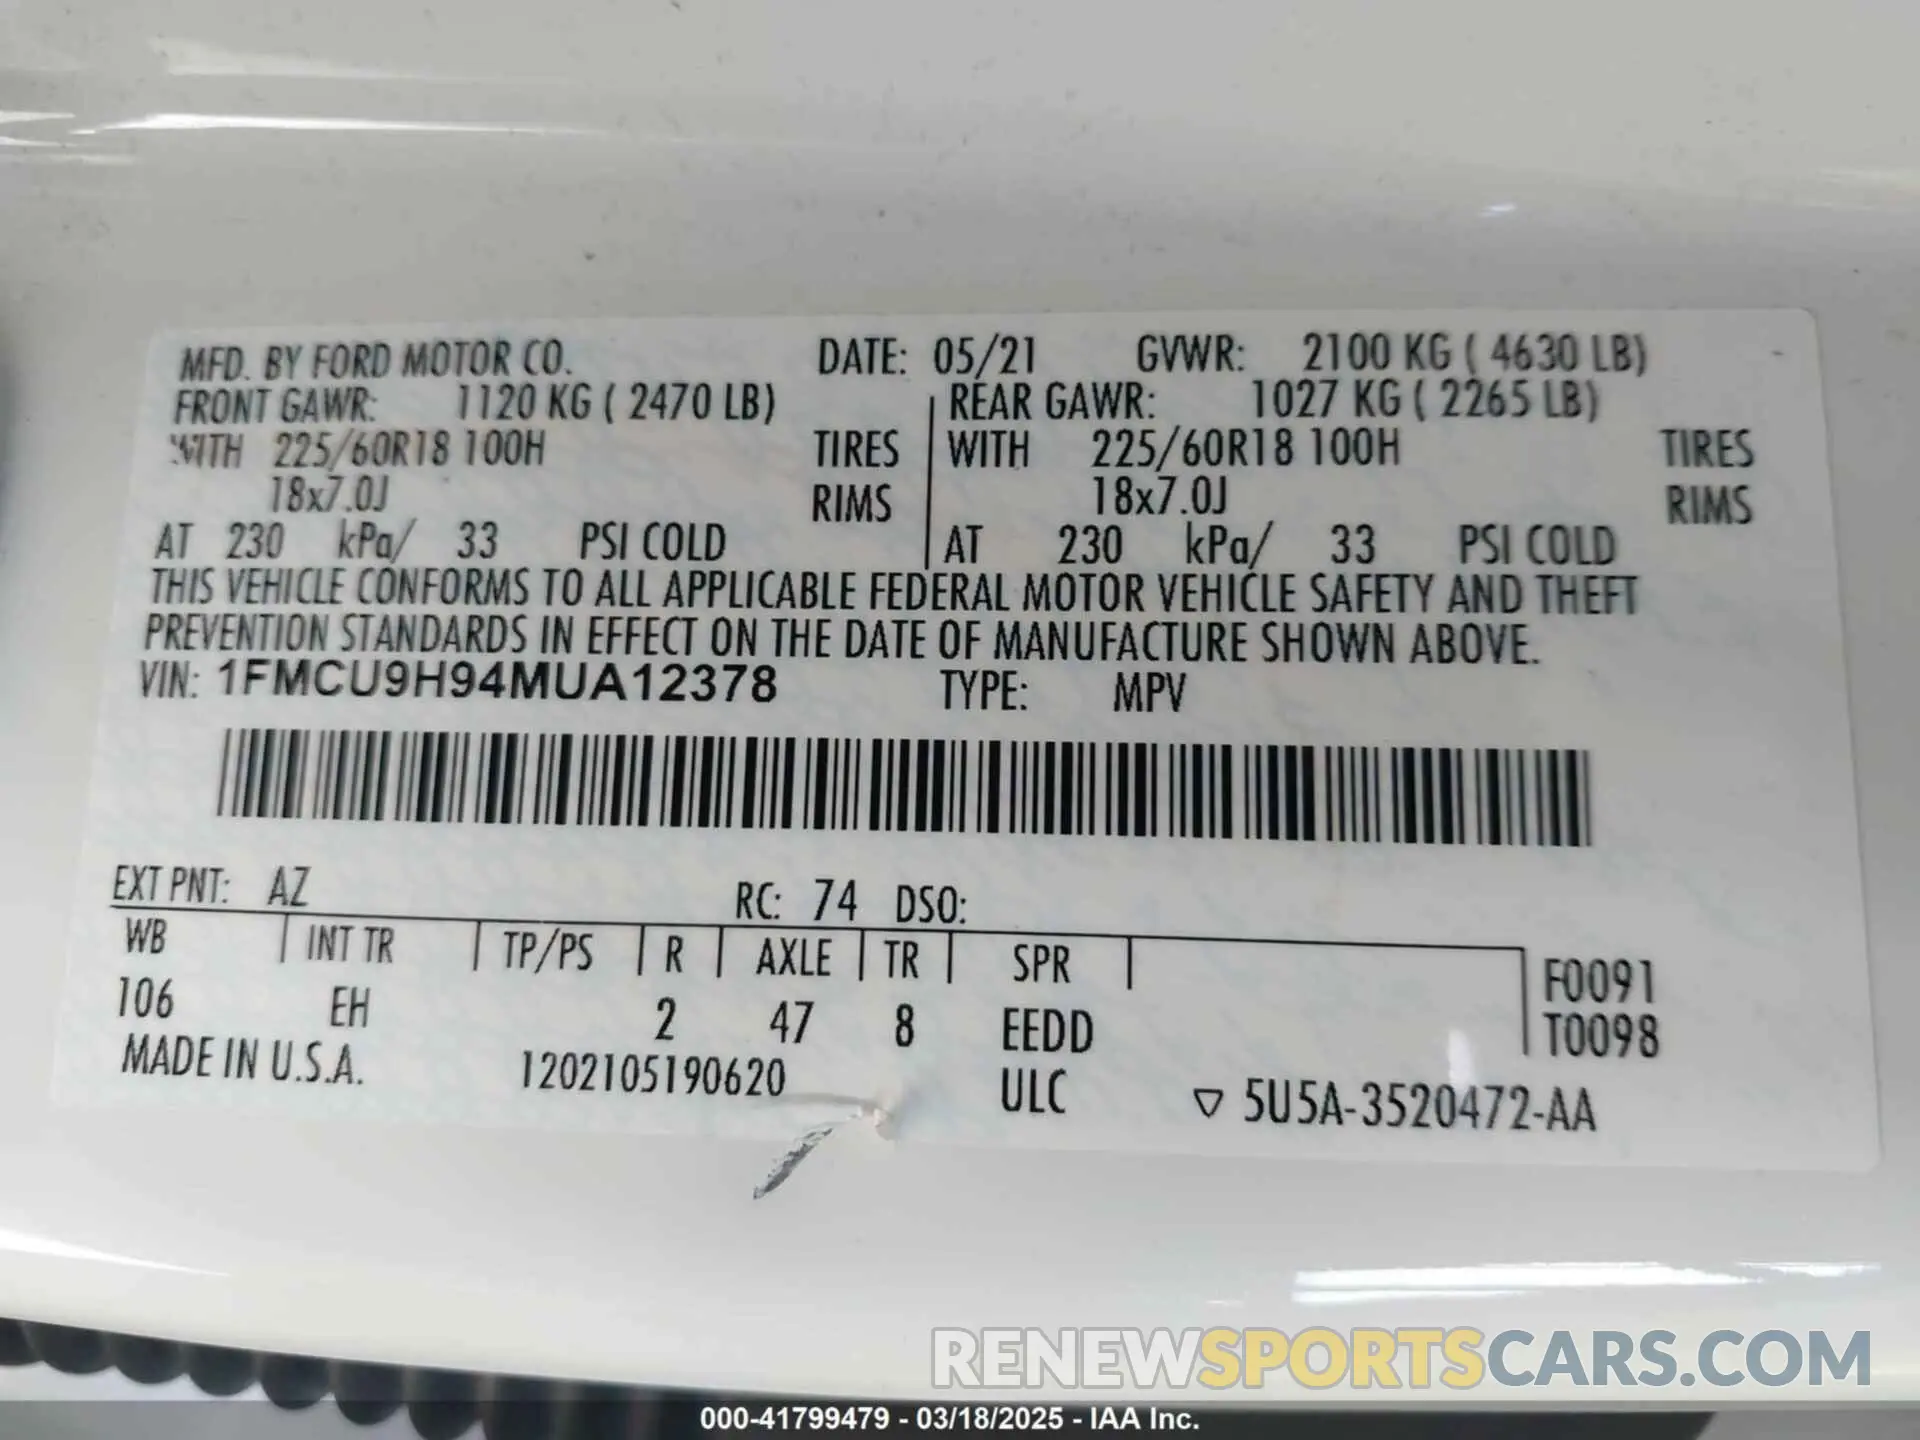 MFD. BY FORD MOTOR CO. DATE: 05/21 GVWR: 2100 KG ( 4630 LB)
FRONT GAWR: 1120 KG ( 2470 LB) REAR GAWR: 1027 KG ( 2265 LB)
WITH 225/60R18 100H TIRES WITH 225/60R18 100H TIRES
18x7.0J RIMS 18x7.0J RIMS
AT 230 kPa/ 33 PSI COLD AT 230 kPa/ 33 PSI COLD
THIS VEHICLE CONFORMS TO ALL APPLICABLE FEDERAL MOTOR VEHICLE SAFETY AND THEFT
PREVENTION STANDARDS IN EFFECT ON THE DATE OF MANUFACTURE SHOWN ABOVE.
VIN: 1FMCU9H94MUA12378 TYPE: MPV
EXT PNT: AZ RC: 74 DSO:
WB INT TR TP/PS R AXLE TR SPR F0091
106 EH 2 47 8 EEDD T0098
MADE IN U.S.A. 1202105190620 ULC ▽ 5U5A-3520472-AA
RENEWSPORTSCARS.COM
000-41799479 - 03/18/2025 - IAA Inc.